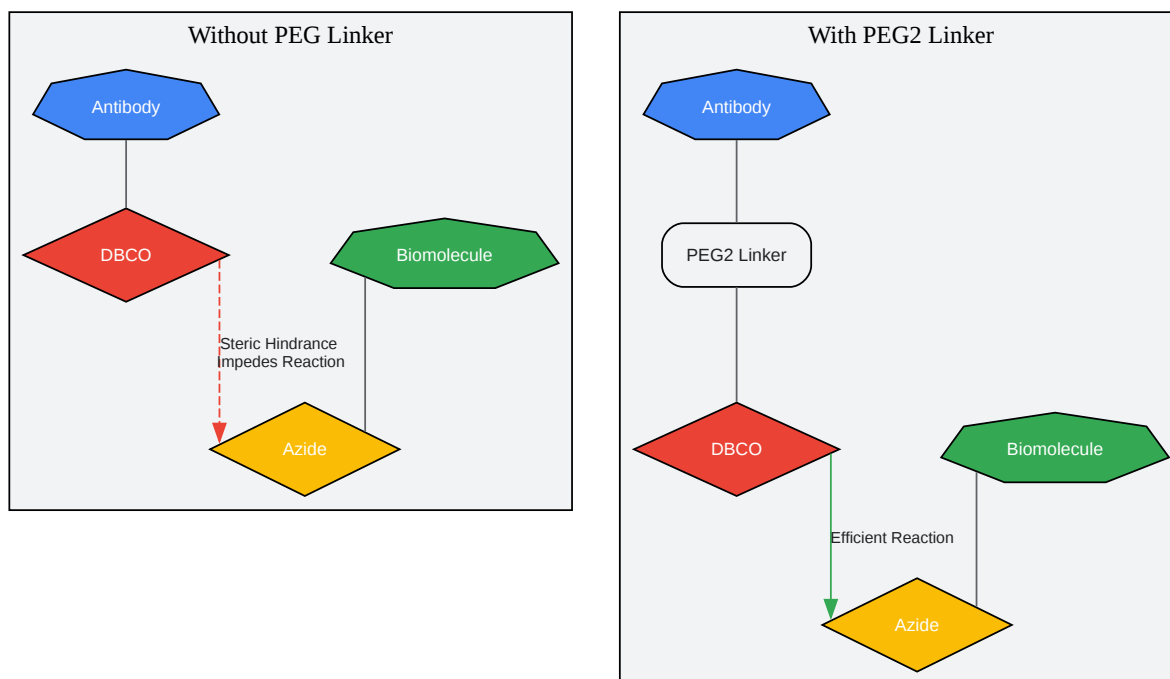 Without PEG Linker
Antibody
DBCO
Biomolecule
Steric Hindrance
Impedes Reaction
Azide
With PEG2 Linker
Antibody
PEG2 Linker
DBCO
Biomolecule
Efficient Reaction
Azide